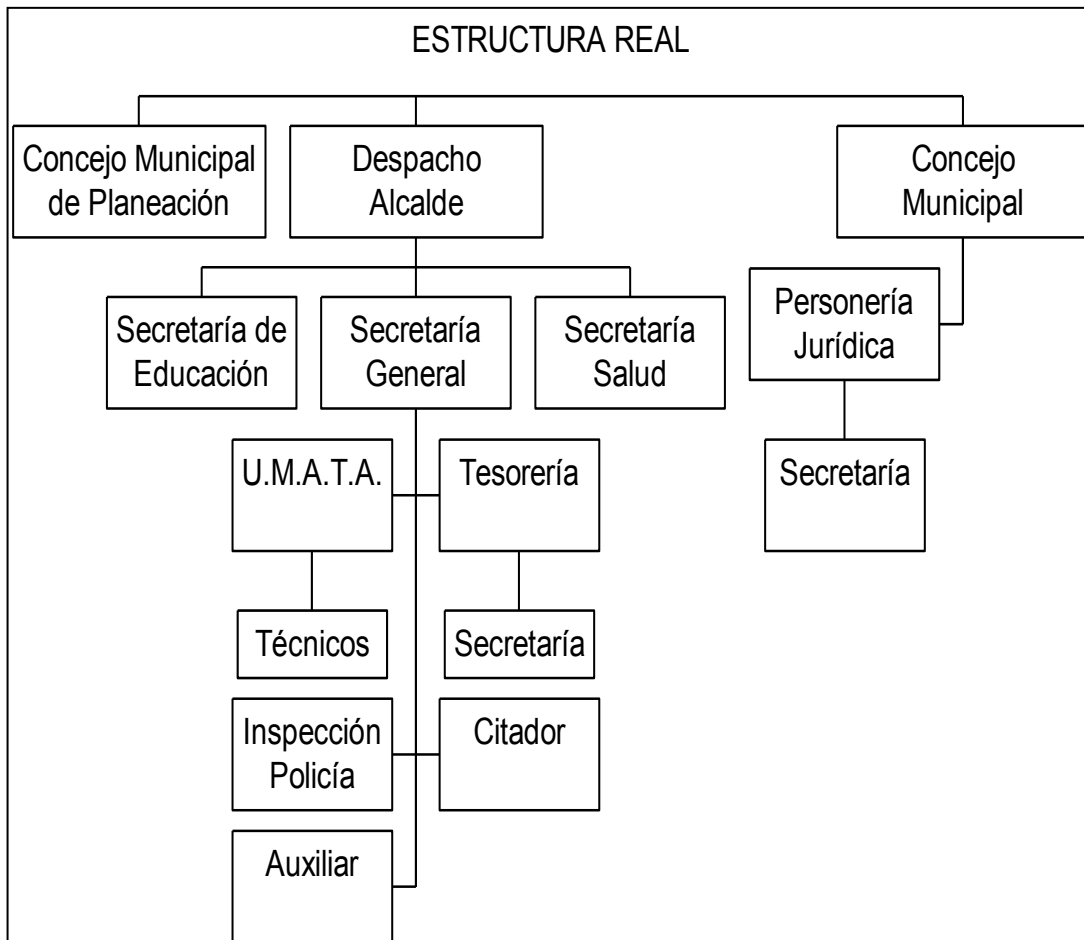 ESTRUCTURA REAL
Concejo Municipal
de Planeación
Despacho
Alcalde
Concejo
Municipal
Secretaría de
Educación
Secretaría
General
Secretaría
Salud
Personería
Jurídica
U.M.A.T.A.
Tesorería
Secretaría
Técnicos
Secretaría
Inspección
Policía
Citador
Auxiliar